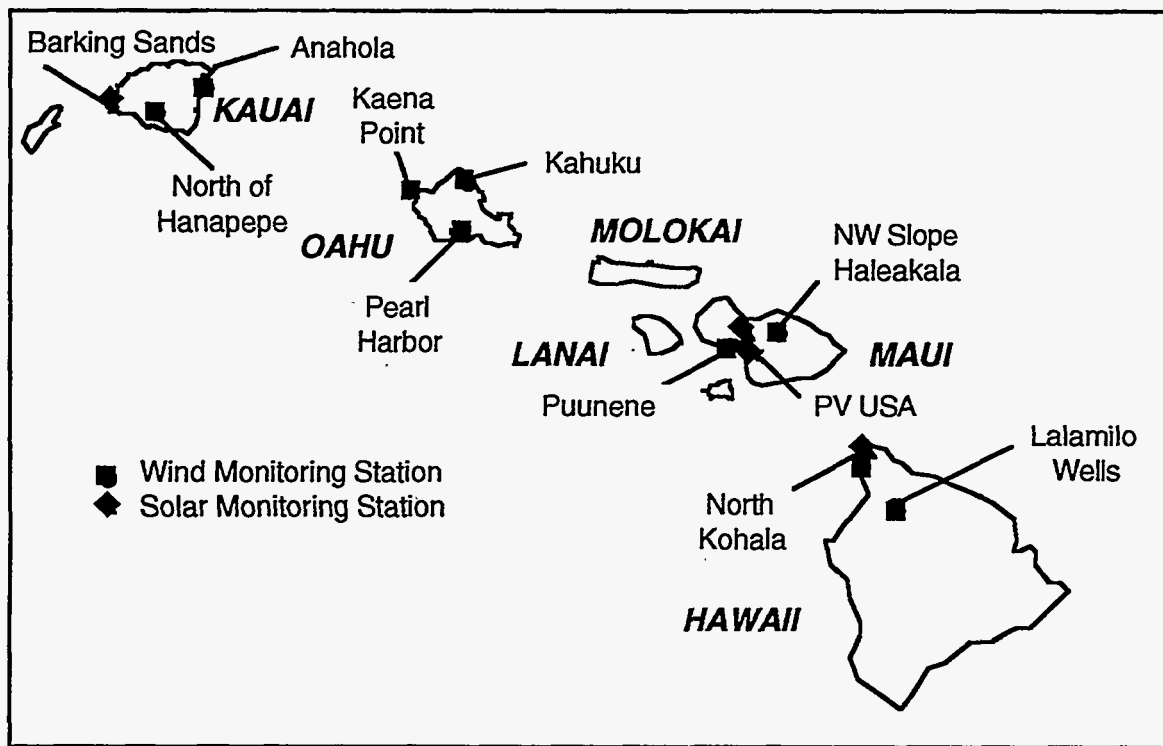 Barking Sands
Anahola
KAUAI
Kaena
Point
North of
Hanapepe
Kahuku
OAHU
MOLOKAI
NW Slope
Haleakala
Pearl
Harbor
LANAI
MAUI
Puunene
PV USA
Wind Monitoring Station
Solar Monitoring Station
Lalamilo
Wells
North
Kohala
HAWAII